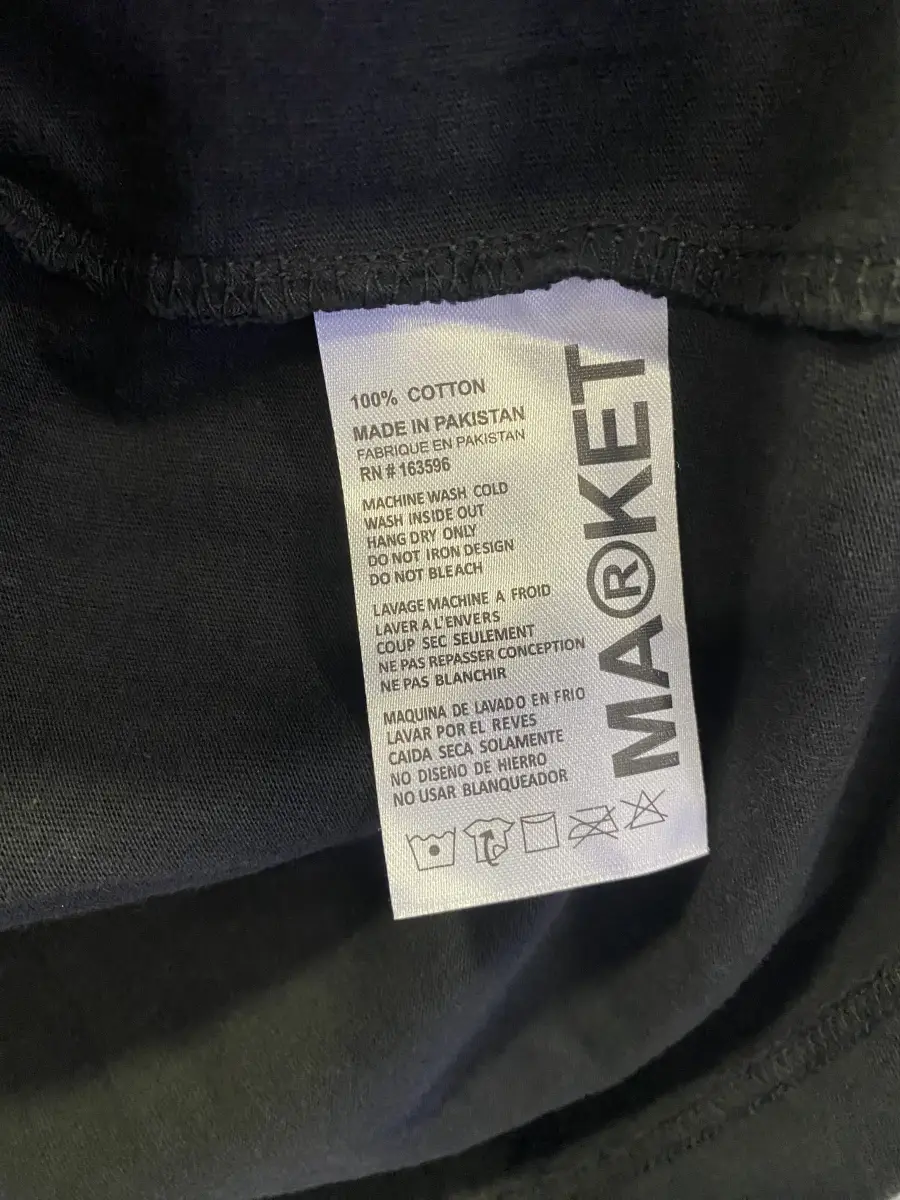 100% COTTON
MADE IN PAKISTAN
FABRIQUE EN PAKISTAN
RN # 163596
MACHINE WASH COLD
WASH INSIDE OUT
HANG DRY ONLY
DO NOT IRON DESIGN
DO NOT BLEACH
LAVAGE MACHINE A FROID
LAVER A L'ENVERS
COUP SEC SEULEMENT
NE PAS REPASSER CONCEPTION
NE PAS BLANCHIR
MAQUINA DE LAVADO EN FRIO
LAVAR POR EL REVES
CAIDA SECA SOLAMENTE
NO DISENO DE HIERRO
NO USAR BLANQUEADOR
MA®KET